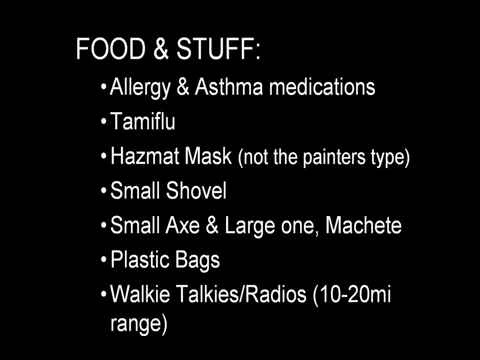 FOOD & STUFF:
•Allergy & Asthma medications
•Tamiflu
•Hazmat Mask (not the painters type)
•Small Shovel
•Small Axe & Large one, Machete
•Plastic Bags
•Walkie Talkies/Radios (10-20mi
range)